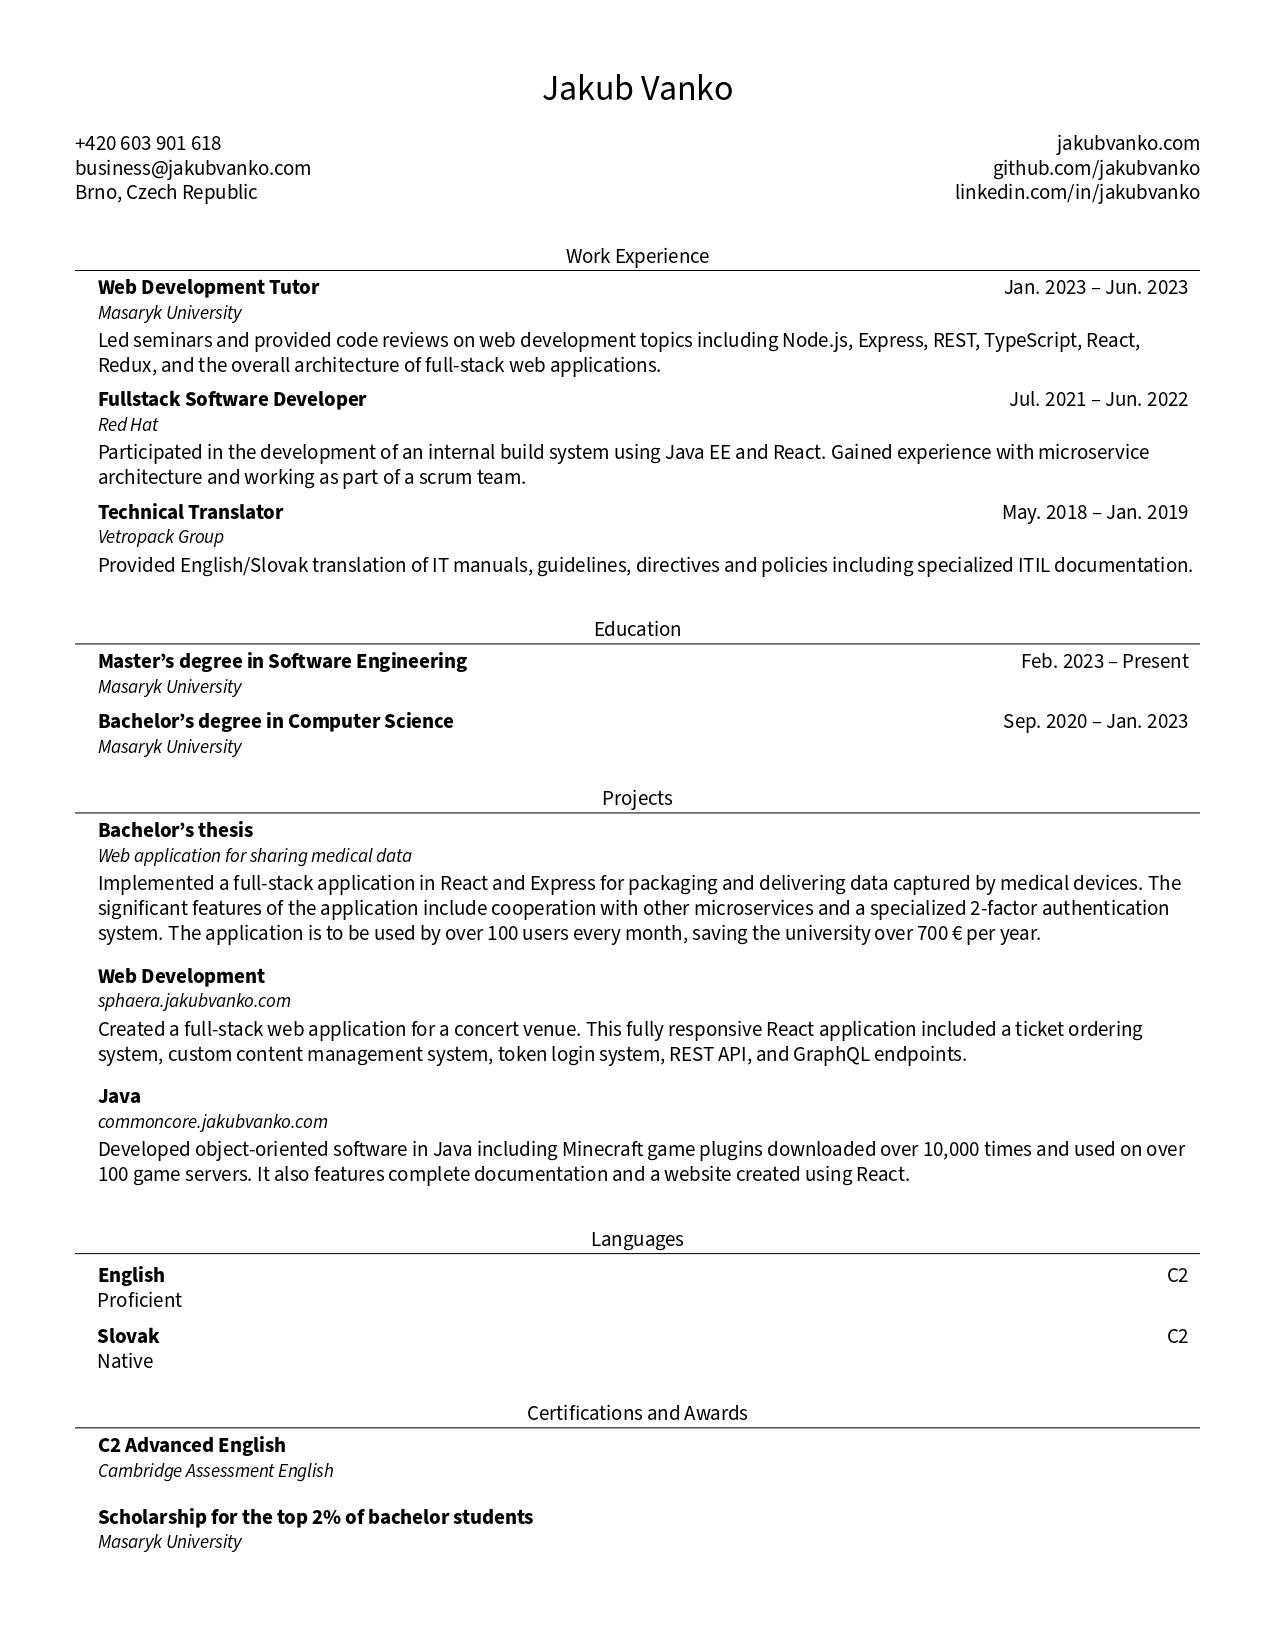 Jakub Vanko
+420 603 901 618
business@jakubvanko.com
Brno, Czech Republic
jakubvanko.com
github.com/jakubvanko
linkedin.com/in/jakubvanko
Work Experience
Web Development Tutor Jan. 2023 – Jun. 2023
Masaryk University
Led seminars and provided code reviews on web development topics including Node.js, Express, REST, TypeScript, React,
Redux, and the overall architecture of full-stack web applications.
Fullstack Software Developer Jul. 2021 – Jun. 2022
Red Hat
Participated in the development of an internal build system using Java EE and React. Gained experience with microservice
architecture and working as part of a scrum team.
Technical Translator May. 2018 – Jan. 2019
Vetropack Group
Provided English/Slovak translation of IT manuals, guidelines, directives and policies including specialized ITIL documentation.
Education
Master’s degree in Software Engineering Feb. 2023 – Present
Masaryk University
Bachelor’s degree in Computer Science Sep. 2020 – Jan. 2023
Masaryk University
Projects
Bachelor’s thesis
Web application for sharing medical data
Implemented a full-stack application in React and Express for packaging and delivering data captured by medical devices. The
significant features of the application include cooperation with other microservices and a specialized 2-factor authentication
system. The application is to be used by over 100 users every month, saving the university over 700 € per year.
Web Development
sphaera.jakubvanko.com
Created a full-stack web application for a concert venue. This fully responsive React application included a ticket ordering
system, custom content management system, token login system, REST API, and GraphQL endpoints.
Java
commoncore.jakubvanko.com
Developed object-oriented software in Java including Minecraft game plugins downloaded over 10,000 times and used on over
100 game servers. It also features complete documentation and a website created using React.
Languages
English C2
Proficient
Slovak C2
Native
Certifications and Awards
C2 Advanced English
Cambridge Assessment English
Scholarship for the top 2% of bachelor students
Masaryk University